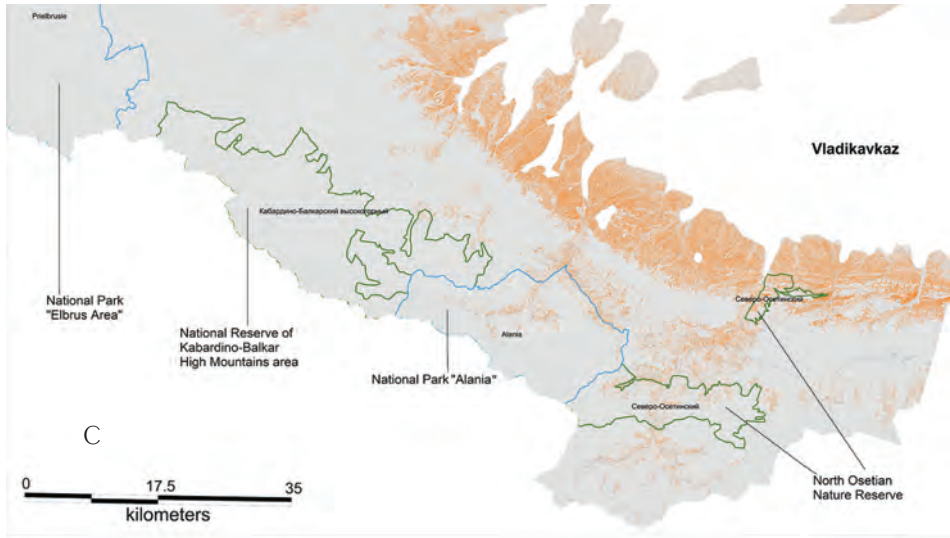 Prielbrusie
Vladikavkaz
Кабардино-Балкарский высокогорный
National Park
"Elbrus Area"
National Reserve of
Kabardino-Balkar
High Mountains area
Alania
National Park "Alania"
Северо-Осетинский
Северо-Осетинский
North Osetian
Nature Reserve
C
0 17.5 35
kilometers